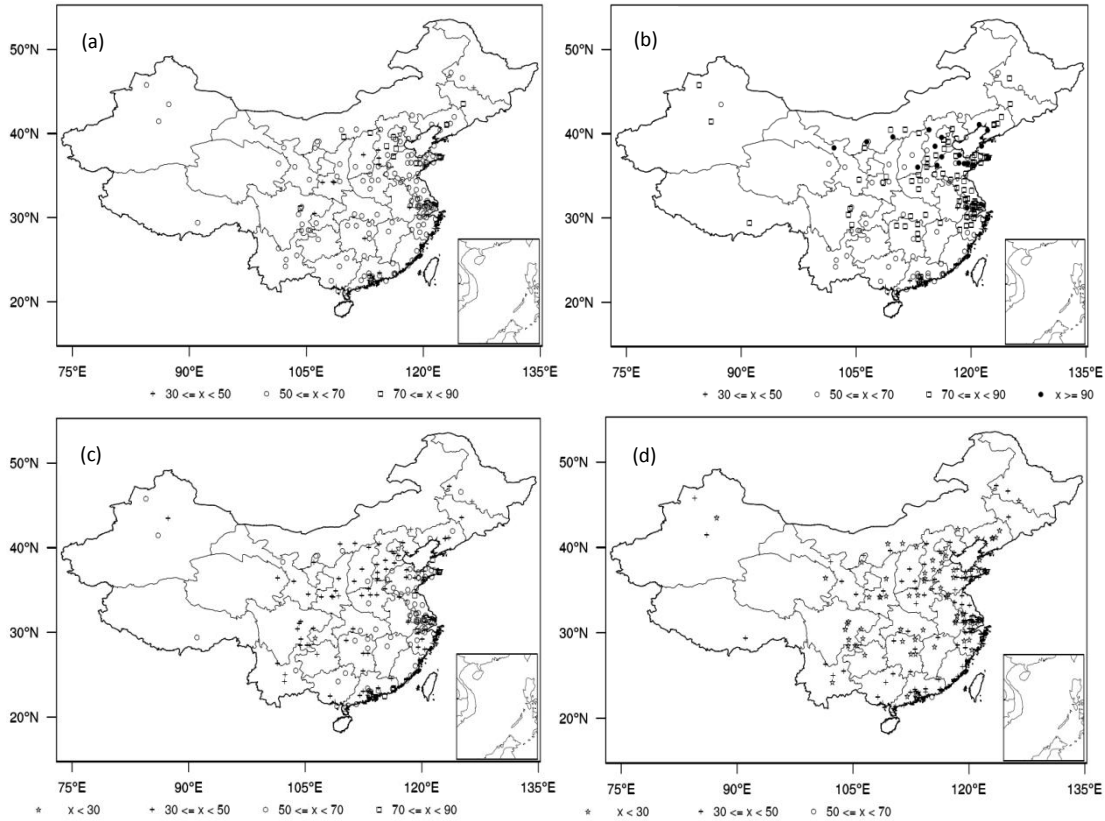 (a)
50°N
40°N
30°N
20°N
75°E 90°E 105°E 120°E 135°E
+ 30 <= x < 50 ○ 50 <= x < 70 □ 70 <= x < 90
(b)
50°N
40°N
30°N
20°N
75°E 90°E 105°E 120°E 135°E
+ 30 <= x < 50 ○ 50 <= x < 70 □ 70 <= x < 90 ● x >= 90
(c)
50°N
40°N
30°N
20°N
75°E 90°E 105°E 120°E 135°E
☆ x < 30 + 30 <= x < 50 ○ 50 <= x < 70 □ 70 <= x < 90
(d)
50°N
40°N
30°N
20°N
75°E 90°E 105°E 120°E 135°E
☆ x < 30 + 30 <= x < 50 ○ 50 <= x < 70